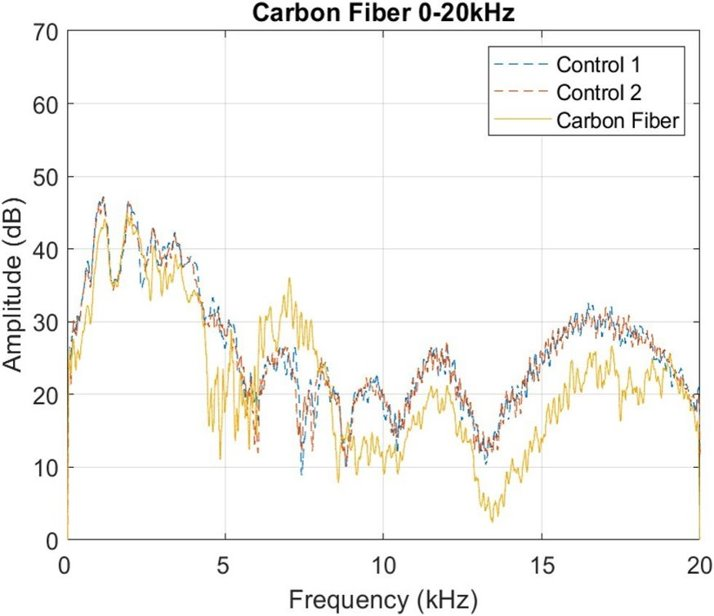 Carbon Fiber 0-20kHz
70
60
50
40
30
20
10
0
Amplitude (dB)
Control 1
Control 2
Carbon Fiber
0
5
10
15
20
Frequency (kHz)